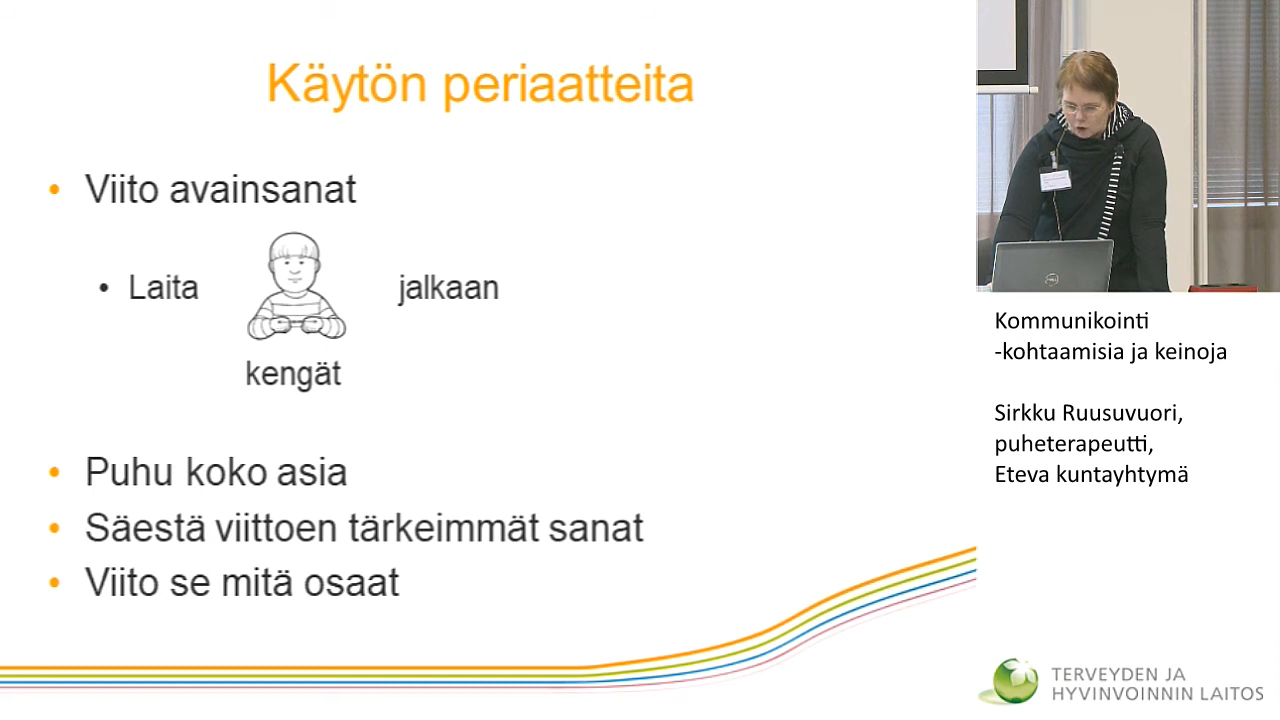 Käytön periaatteita
• Viito avainsanat
• Laita jalkaan
kengät
• Puhu koko asia
• Säestä viittoen tärkeimmät sanat
• Viito se mitä osaat
Kommunikointi
-kohtaamisia ja keinoja
Sirkku Ruusuvuori,
puheterapeutti,
Eteva kuntayhtymä
TERVEYDEN JA
HYVINVOINNIN LAITOS